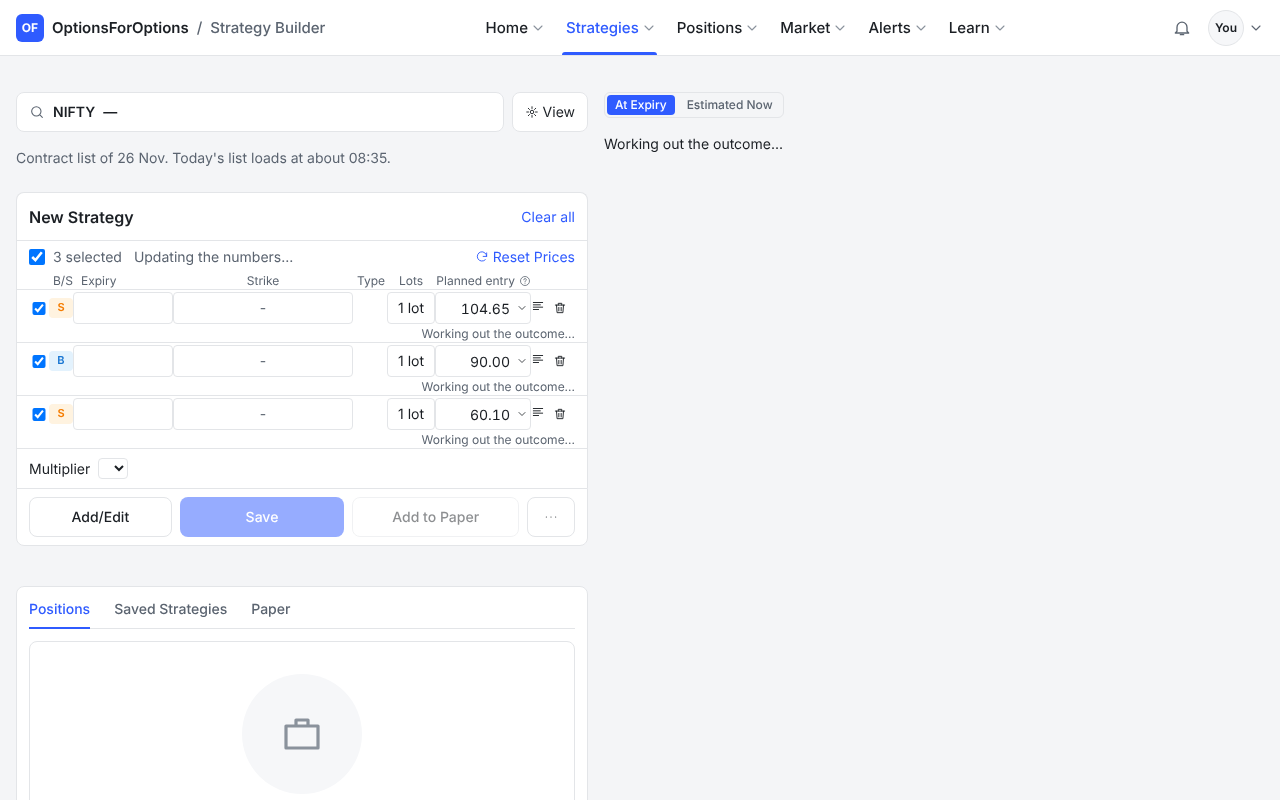 OF OptionsForOptions / Strategy Builder Home Strategies Positions Market Alerts Learn You
NIFTY — View
Contract list of 26 Nov. Today's list loads at about 08:35.
At Expiry Estimated Now
Working out the outcome...
New Strategy Clear all
3 selected Updating the numbers... Reset Prices
B/S Expiry Strike Type Lots Planned entry
S - 1 lot 104.65
Working out the outcome...
B - 1 lot 90.00
Working out the outcome...
S - 1 lot 60.10
Working out the outcome...
Multiplier
Add/Edit Save Add to Paper ...
Positions Saved Strategies Paper